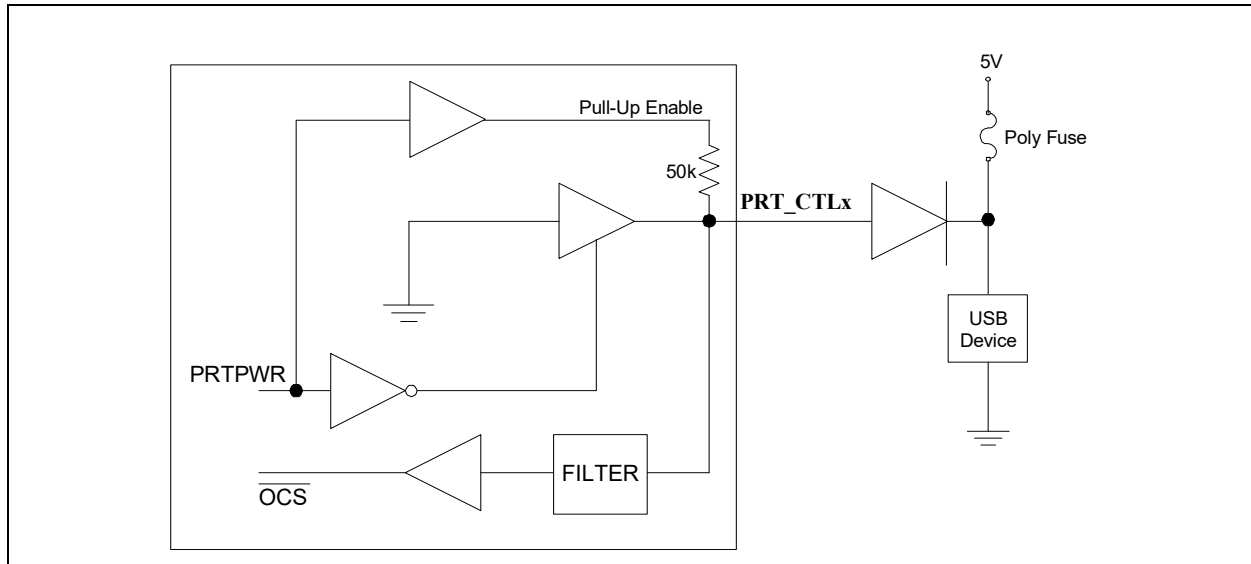 5V
Pull-Up Enable
Poly Fuse
50k
PRT_CTLx
USB
Device
PRTPWR
FILTER
OCS